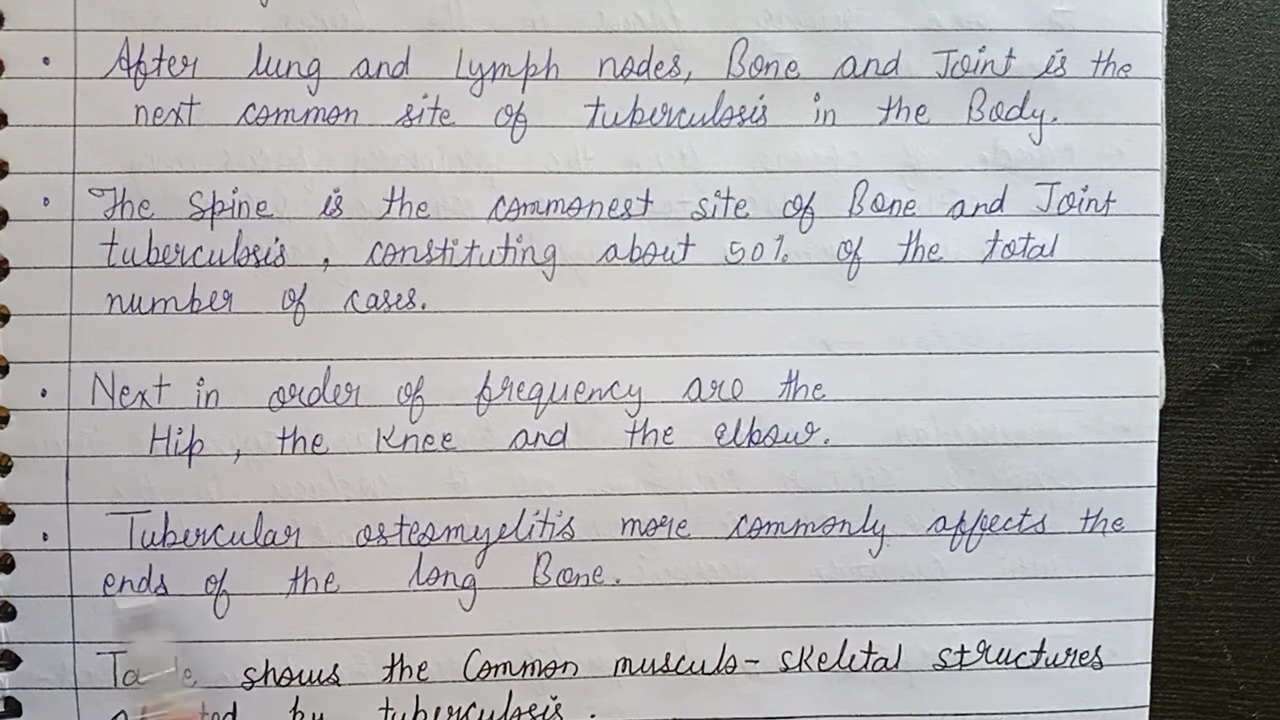 After lung and Lymph nodes, Bone and Joint is the
next common site of tuberculosis in the Body.
The Spine is the commonest site of Bone and Joint
tuberculosis, constituting about 50% of the total
number of cases.
Next in order of frequency are the
Hip, the Knee and the elbow.
Tubercular osteomyelitis more commonly affects the
ends of the long Bone.
shows the Common musculo-skeletal structures
by tuberculosis.